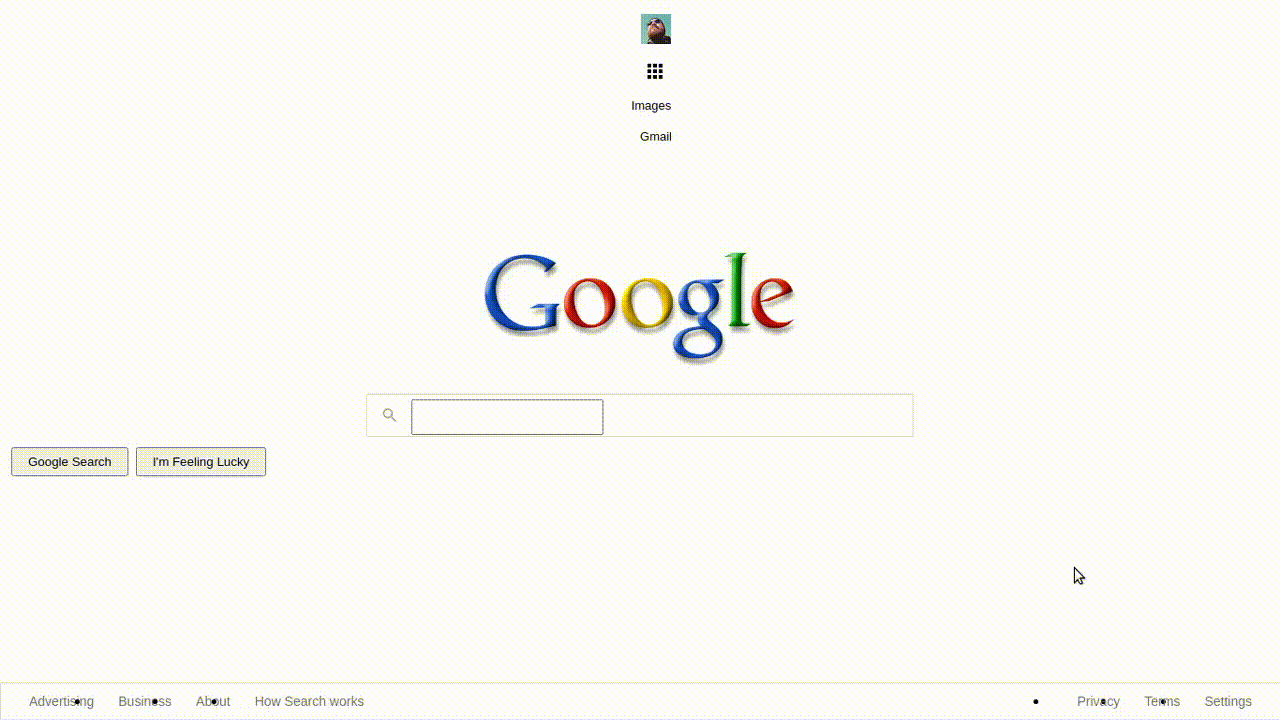 Images
Gmail
Google
Google Search I'm Feeling Lucky
Advertising Business About How Search works Privacy Terms Settings